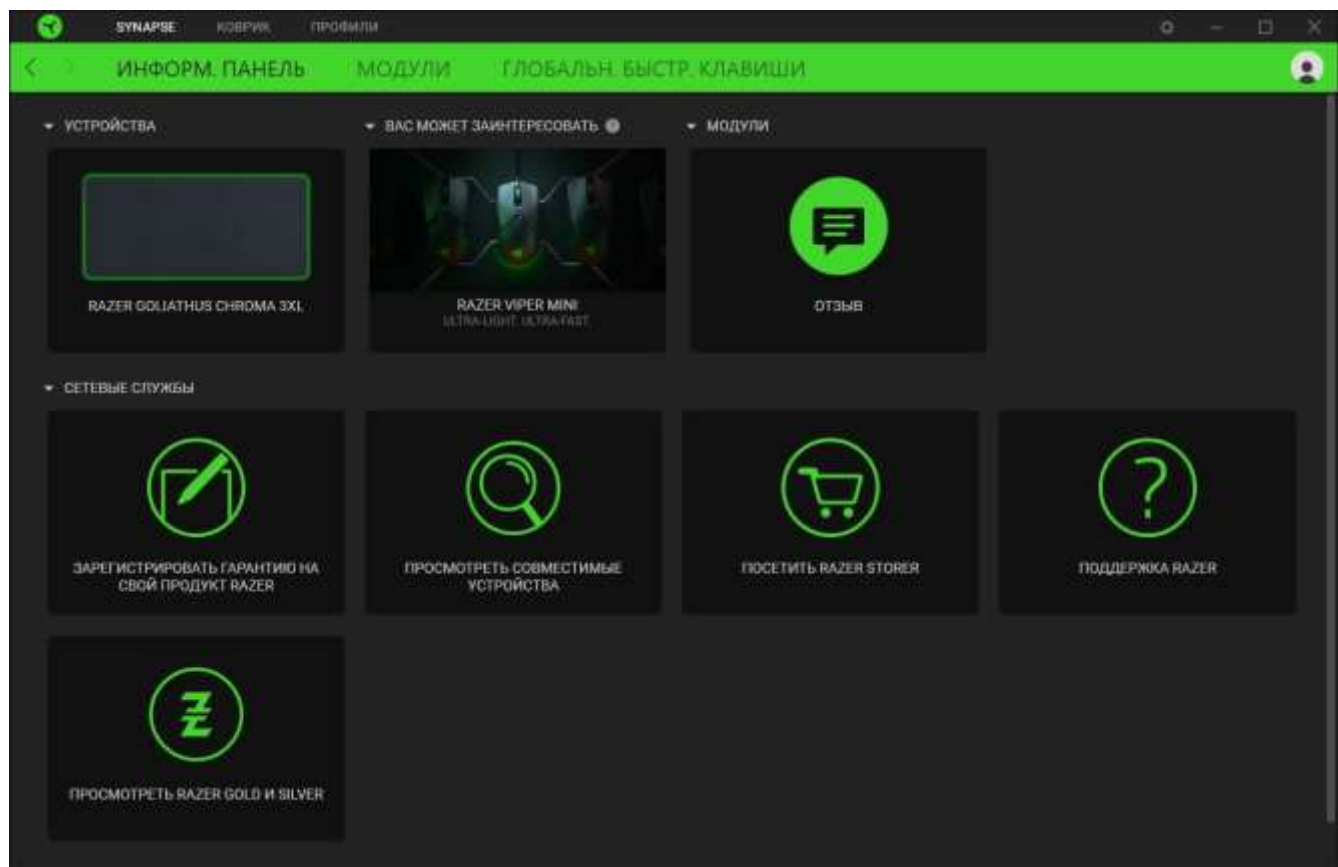 SYNAPSE КОВРИК ПРОФИЛИ
ИНФОРМ. ПАНЕЛЬ МОДУЛИ ГЛОБАЛЬН. БЫСТР. КЛАВИШИ
УСТРОЙСТВА
ВАС МОЖЕТ ЗАИНТЕРЕСОВАТЬ
МОДУЛИ
RAZER GOLIATHUS CHROMA 3XL
RAZER VIPER MINI
ULTRA-LIGHT. ULTRA-FAST.
ОТЗЫВ
СЕТЕВЫЕ СЛУЖБЫ
ЗАРЕГИСТРИРОВАТЬ ГАРАНТИЮ НА
СВОЙ ПРОДУКТ RAZER
ПРОСМОТРЕТЬ СОВМЕСТИМЫЕ
УСТРОЙСТВА
ПОСЕТИТЬ RAZER STORER
ПОДДЕРЖКА RAZER
ПРОСМОТРЕТЬ RAZER GOLD И SILVER